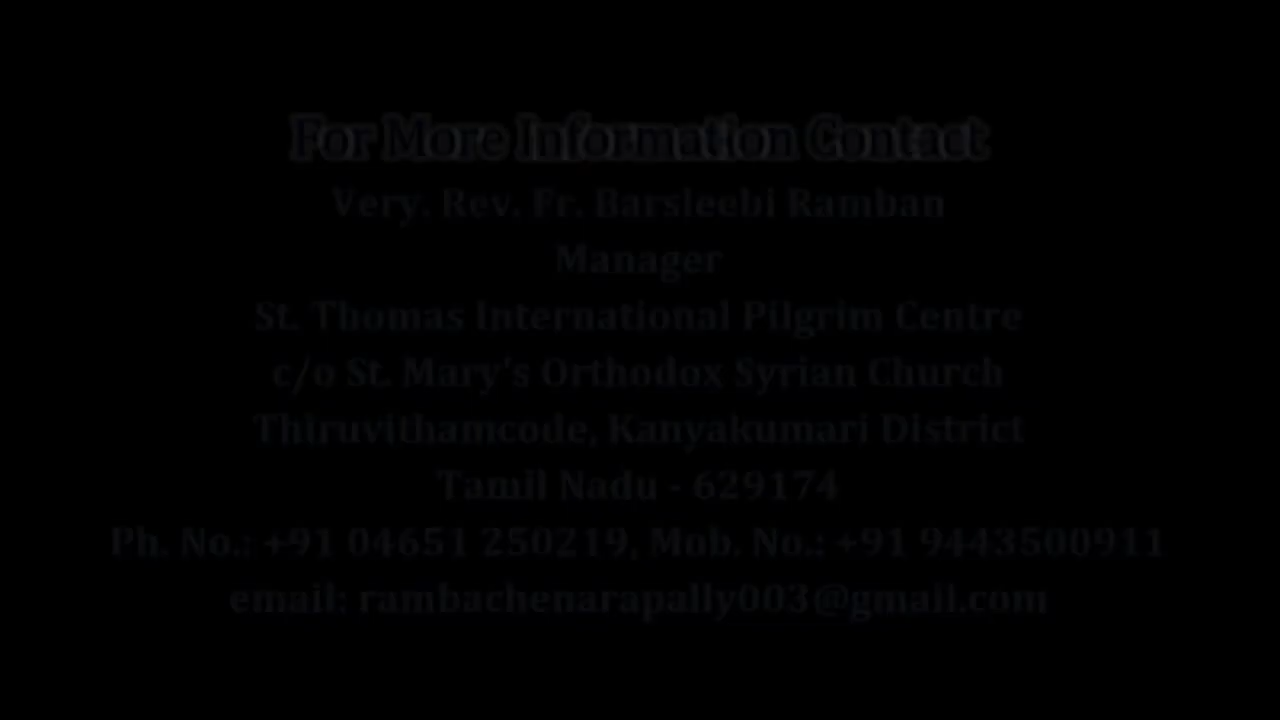 For More Information Contact
Very. Rev. Fr. Barsleebi Ramban
Manager
St. Thomas International Pilgrim Centre
c/o St. Mary's Orthodox Syrian Church
Thiruvithamcode, Kanyakumari District
Tamil Nadu - 629174
Ph. No.: +91 04651 250219, Mob. No.: +91 9443500911
email: rambachenarapally003@gmail.com